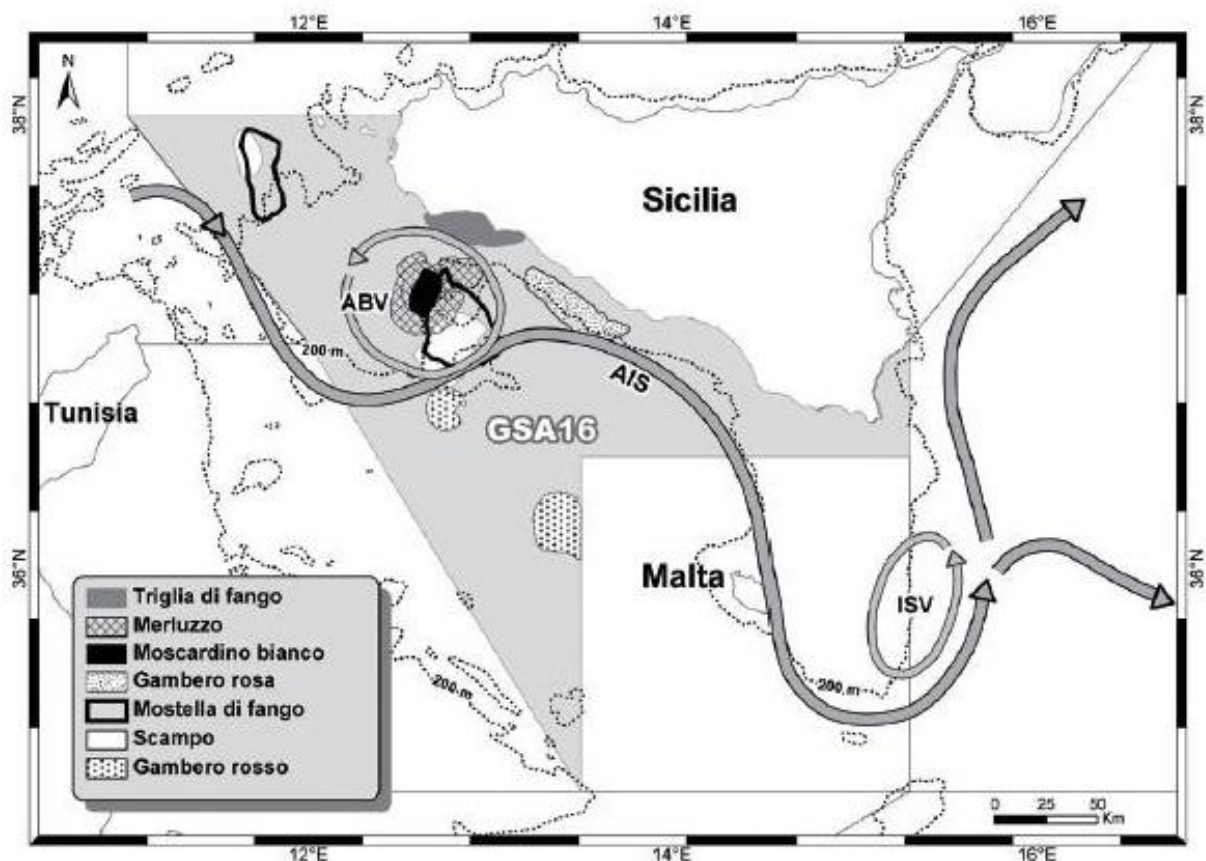 12°E 14°E 16°E
N
38°N
38°N
Sicilia
ABV
200 m
AIS
Tunisia
GSA16
36°N
36°N
Malta
ISV
200 m
200 m
Triglia di fango
Merluzzo
Moscardino bianco
Gambero rosa
Mostella di fango
Scampo
Gambero rosso
0 25 50
Km
12°E 14°E 16°E